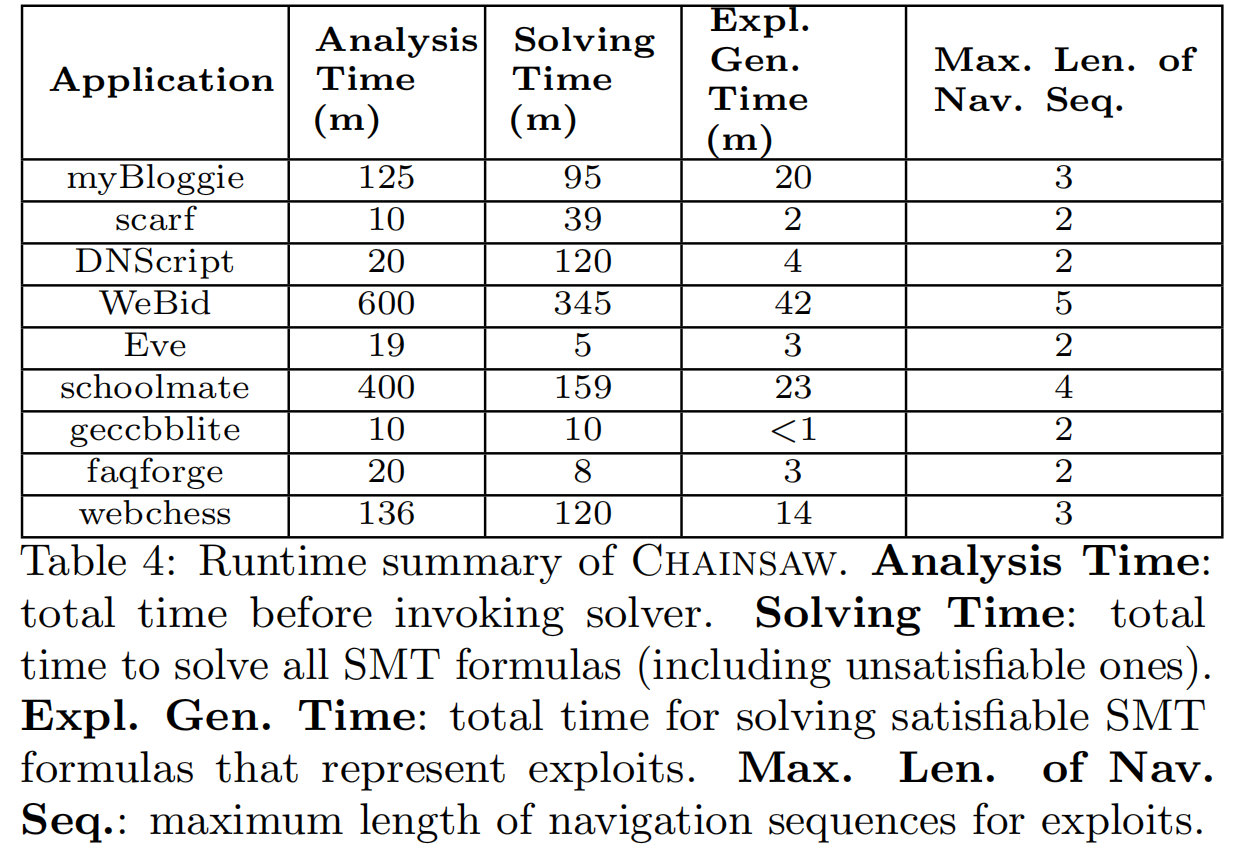 Application | Analysis Time (m) | Solving Time (m) | Expl. Gen. Time (m) | Max. Len. of Nav. Seq.
myBloggie | 125 | 95 | 20 | 3
scarf | 10 | 39 | 2 | 2
DNScript | 20 | 120 | 4 | 2
WeBid | 600 | 345 | 42 | 5
Eve | 19 | 5 | 3 | 2
schoolmate | 400 | 159 | 23 | 4
geccbblite | 10 | 10 | <1 | 2
faqforge | 20 | 8 | 3 | 2
webchess | 136 | 120 | 14 | 3
Table 4: Runtime summary of CHAINSAW. Analysis Time:
total time before invoking solver. Solving Time: total
time to solve all SMT formulas (including unsatisfiable ones).
Expl. Gen. Time: total time for solving satisfiable SMT
formulas that represent exploits. Max. Len. of Nav.
Seq.: maximum length of navigation sequences for exploits.